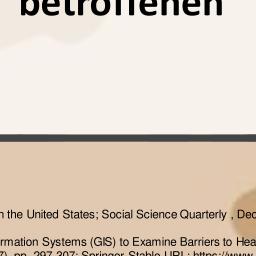 betroffenen
n the United States; Social Science Quarterly , Dec
rmation Systems (GIS) to Examine Barriers to Hea
7), pp. 297-307; Springer Stable URL: https://www